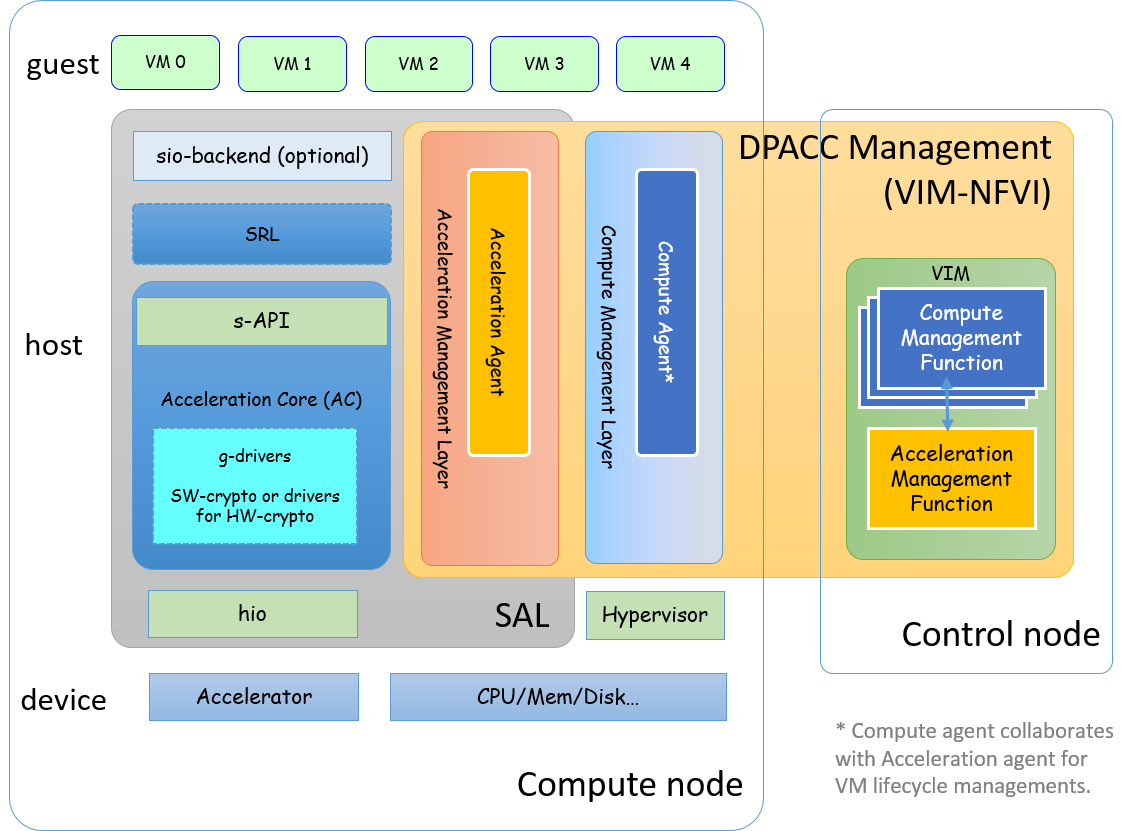 guest
VM 0
VM 1
VM 2
VM 3
VM 4
host
sio-backend (optional)
SRL
s-API
Acceleration Core (AC)
g-drivers
SW-crypto or drivers
for HW-crypto
hio
SAL
Acceleration Management Layer
Acceleration Agent
Compute Management Layer
Compute Agent*
Hypervisor
DPACC Management
(VIM-NFVI)
VIM
Compute
Management
Function
Acceleration
Management
Function
Control node
device
Accelerator
CPU/Mem/Disk…
Compute node
* Compute agent collaborates
with Acceleration agent for
VM lifecycle managements.